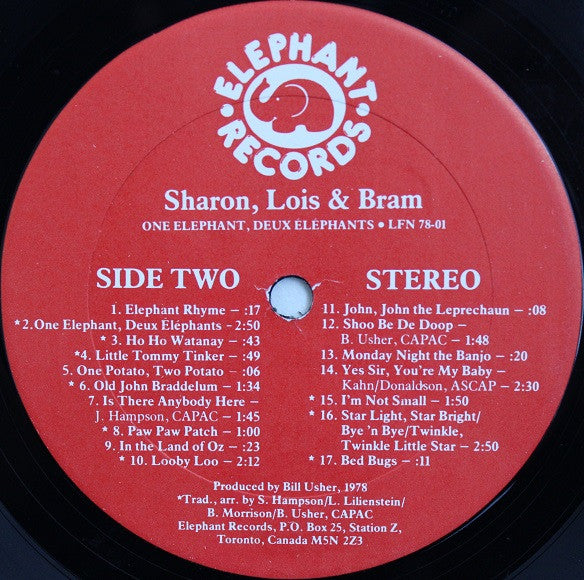 ELEPHANT
RECORDS
Sharon, Lois & Bram
ONE ELEPHANT, DEUX ÉLÉPHANTS • LFN 78-01
SIDE TWO
1. Elephant Rhyme – :17
*2.One Elephant, Deux Éléphants - 2:50
* 3. Ho Ho Watanay – :43
*4. Little Tommy Tinker – :49
5. One Potato, Two Potato – :06
* 6. Old John Braddelum – 1:34
7. Is There Anybody Here –
J. Hampson, CAPAC – 1:45
* 8. Paw Paw Patch – 1:00
9. In the Land of Oz – :23
* 10. Looby Loo – 2:12
STEREO
11. John, John the Leprechaun – :08
12. Shoo Be De Doop –
B. Usher, CAPAC – 1:48
13. Monday Night the Banjo – :20
14. Yes Sir, You're My Baby –
Kahn/Donaldson, ASCAP – 2:30
* 15. I'm Not Small – 1:50
* 16. Star Light, Star Bright/
Bye 'n Bye/Twinkle,
Twinkle Little Star – 2:50
* 17. Bed Bugs – :11
Produced by Bill Usher, 1978
*Trad., arr. by S. Hampson/L. Lilienstein/
B. Morrison/B. Usher, CAPAC
Elephant Records, P.O. Box 25, Station Z,
Toronto, Canada M5N 2Z3